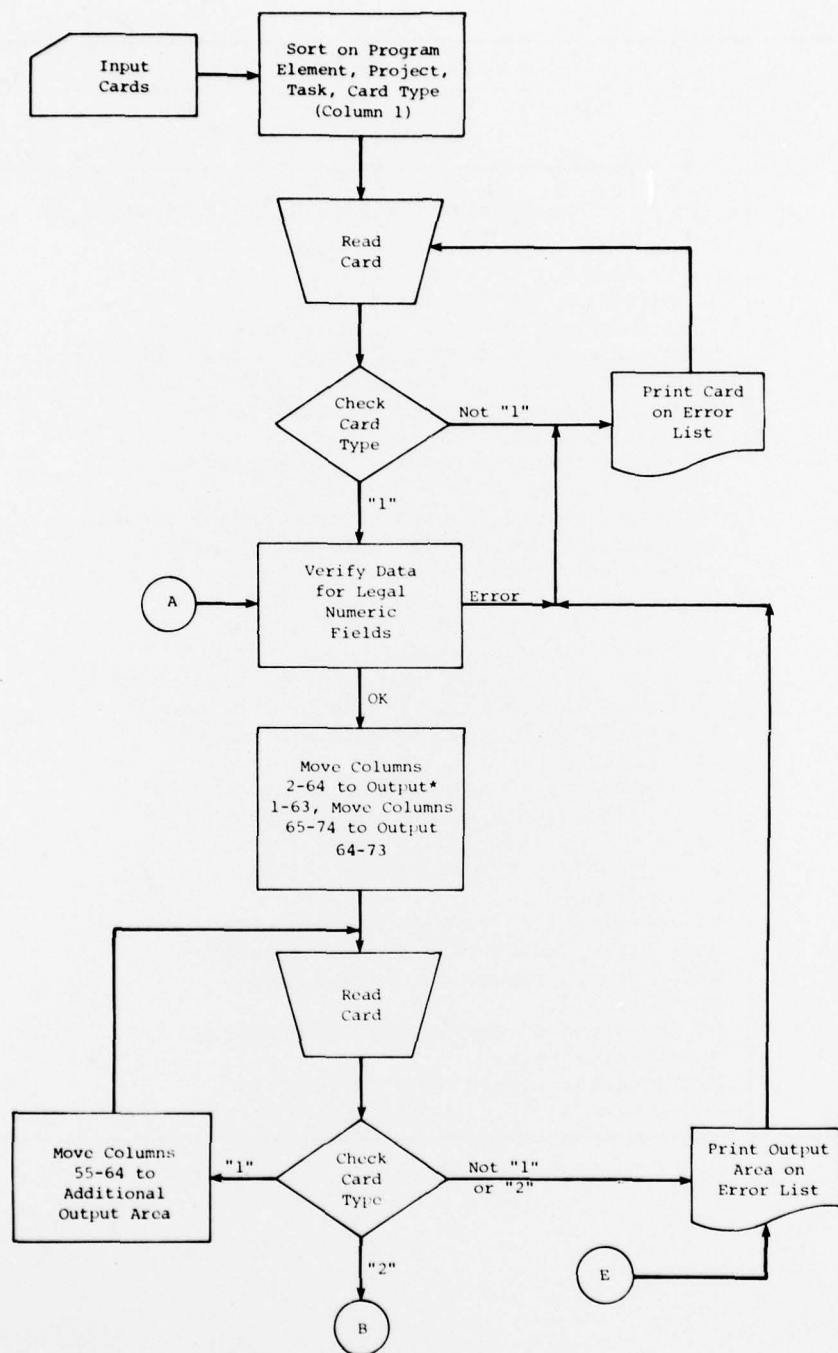 Input
Cards
Sort on Program
Element, Project,
Task, Card Type
(Column 1)
Read
Card
Check
Card
Type
Not "1"
Print Card
on Error
List
"1"
A
Verify Data
for Legal
Numeric
Fields
Error
OK
Move Columns
2-64 to Output*
1-63, Move Columns
65-74 to Output
64-73
Read
Card
Move Columns
55-64 to
Additional
Output Area
"1"
Check
Card
Type
Not "1"
or "2"
Print Output
Area on
Error List
"2"
E
B